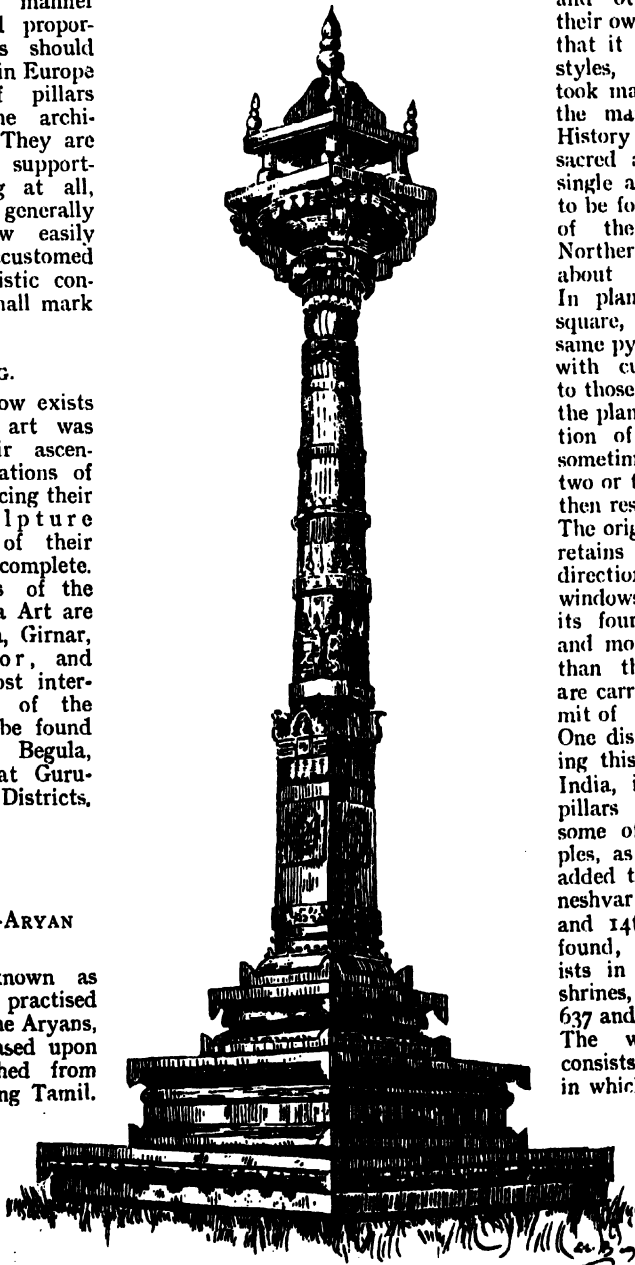 manner
propor-
should
in Europe
pillars
archi-
They are
support-
at all,
generally
easily
customed
istic con-
mark
G.
ow exists
art was
ascen-
ations of
cing their
lpture
of their
complete.
of the
Art are
Girnar,
or, and
ost inter-
of the
be found
Begula,
at Guru-
Districts.
-ARYAN
nown as
practised
he Aryans,
ased upon
hed from
ng Tamil.
and
their ow
that it
styles,
took ma
the ma
History
sacred
single a
to be fo
of the
Norther
about
In plan
square,
same py
with cu
to those
the plan
tion of
sometim
two or t
then res
The orig
retains
direction
windows
its four
and mo
than th
are carr
mit of
One dis
ing this
India, i
pillars
some of
ples, as
added t
neshvar
and 14t
found,
ists in
shrines,
637 and
The w
consists
in which